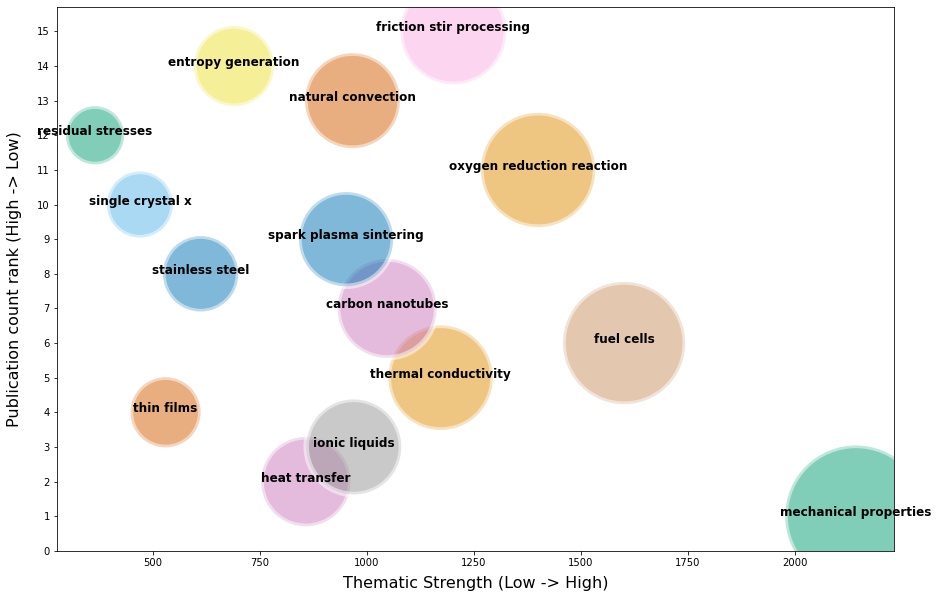 15
friction stir processing
14
entropy generation
13
natural convection
12
residual stresses
11
oxygen reduction reaction
10
single crystal x
9
spark plasma sintering
8
stainless steel
7
carbon nanotubes
6
fuel cells
5
thermal conductivity
4
thin films
3
ionic liquids
2
heat transfer
1
mechanical properties
0
500
750
1000
1250
1500
1750
2000
Thematic Strength (Low -> High)
Publication count rank (High -> Low)